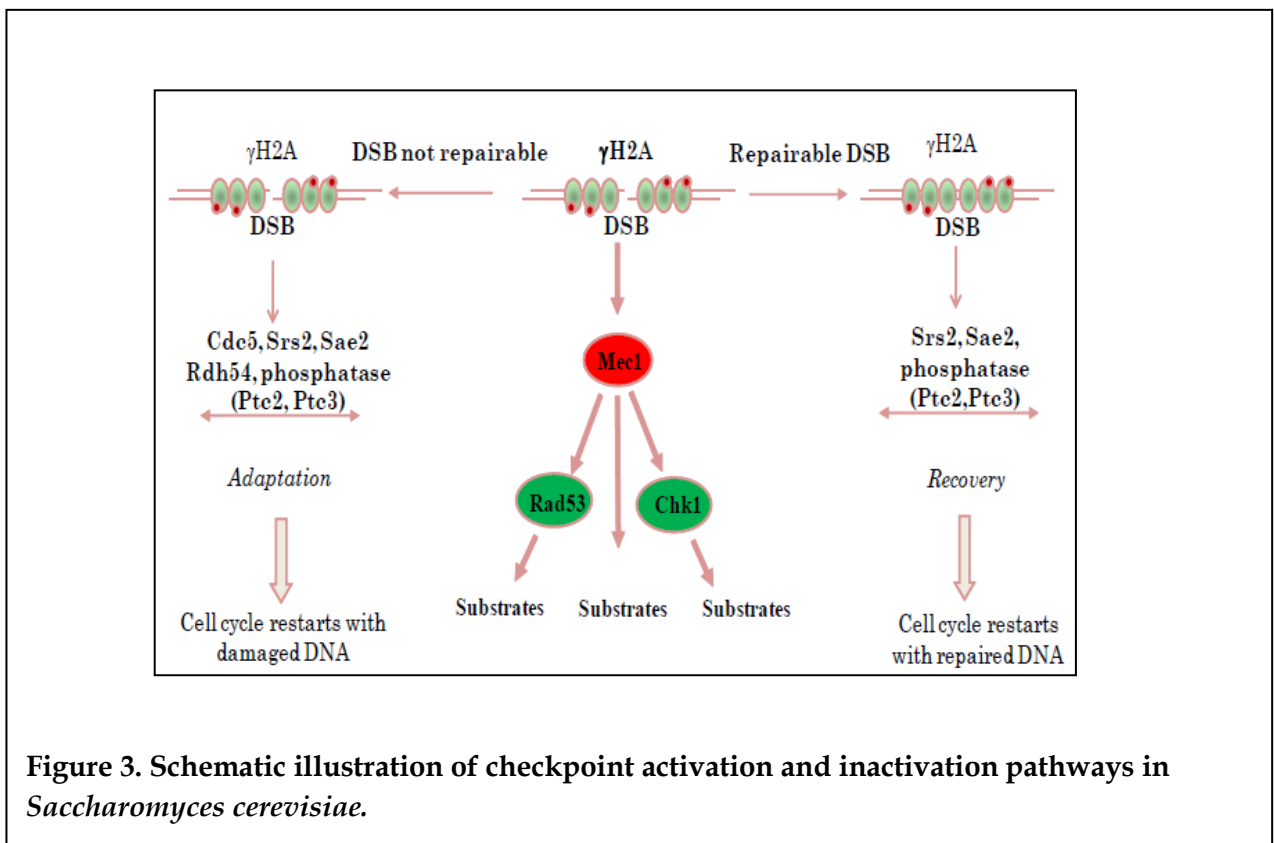 γH2A
DSB not repairable
γH2A
Repairable DSB
γH2A
DSB
DSB
DSB
Cdc5, Srs2, Sae2
Rdh54, phosphatase
(Ptc2, Ptc3)
Mec1
Srs2, Sae2,
phosphatase
(Ptc2,Ptc3)
Adaptation
Rad53
Chk1
Recovery
Substrates
Substrates
Substrates
Cell cycle restarts with
damaged DNA
Cell cycle restarts
with repaired DNA
Figure 3. Schematic illustration of checkpoint activation and inactivation pathways in
Saccharomyces cerevisiae.